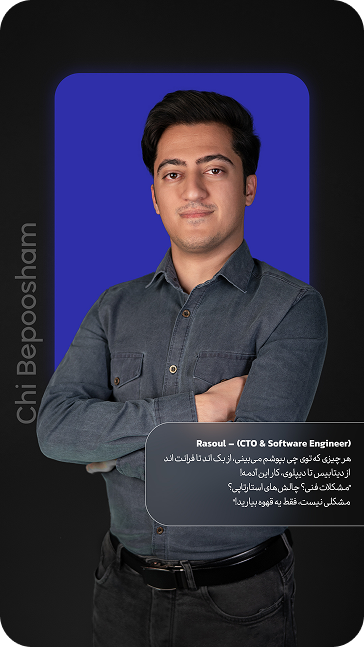 Chi Bepoosham
Rasoul – (CTO & Software Engineer)
هر چیزی که توی چی بپوشم می‌بینی، از بک اند تا فرانت اند
از دیتابیس تا دیپلوی، کار این آدمه!
"مشکلات فنی؟ چالش‌های استارتاپی؟
مشکلی نیست، فقط یه قهوه بیارید!"